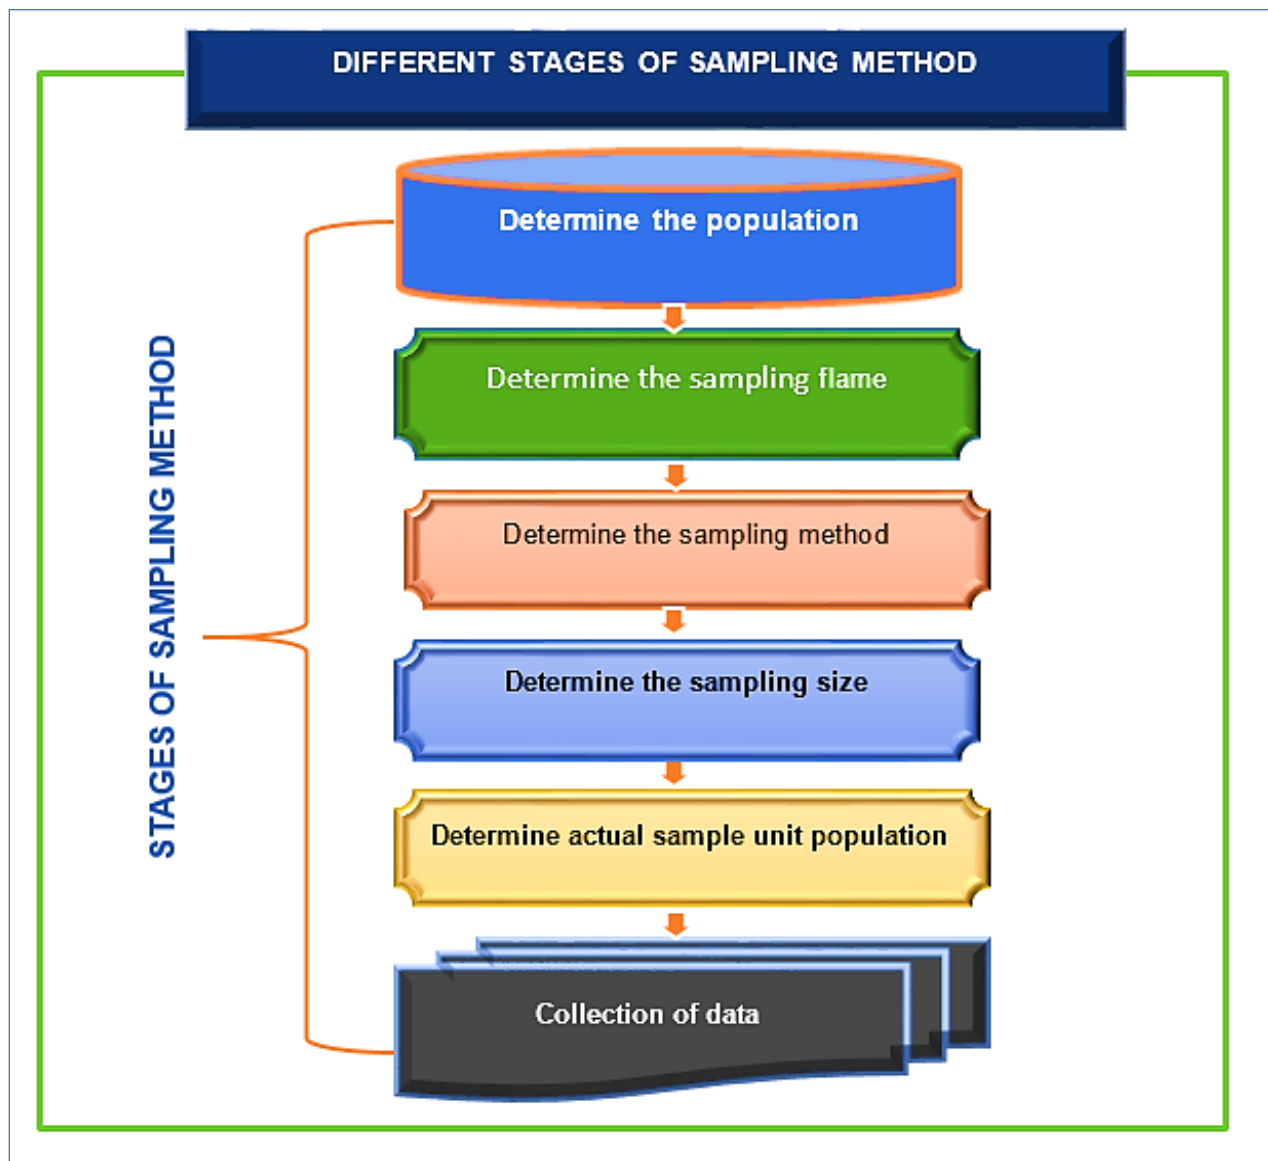 DIFFERENT STAGES OF SAMPLING METHOD
STAGES OF SAMPLING METHOD
Determine the population
Determine the sampling flame
Determine the sampling method
Determine the sampling size
Determine actual sample unit population
Collection of data